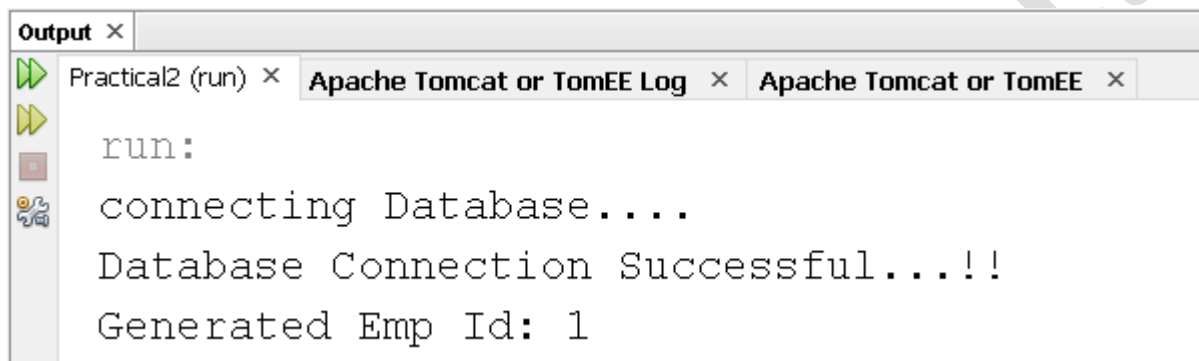 Output
Practical2 (run) Apache Tomcat or TomEE Log Apache Tomcat or TomEE
run:
connecting Database....
Database Connection Successful...!!
Generated Emp Id: 1